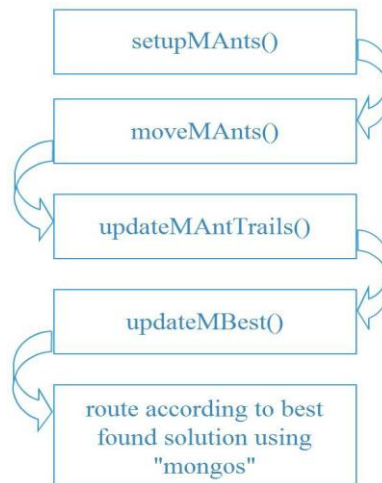 setupMAnts()
moveMAnts()
updateMAntTrails()
updateMBest()
route according to best
found solution using
"mongos"